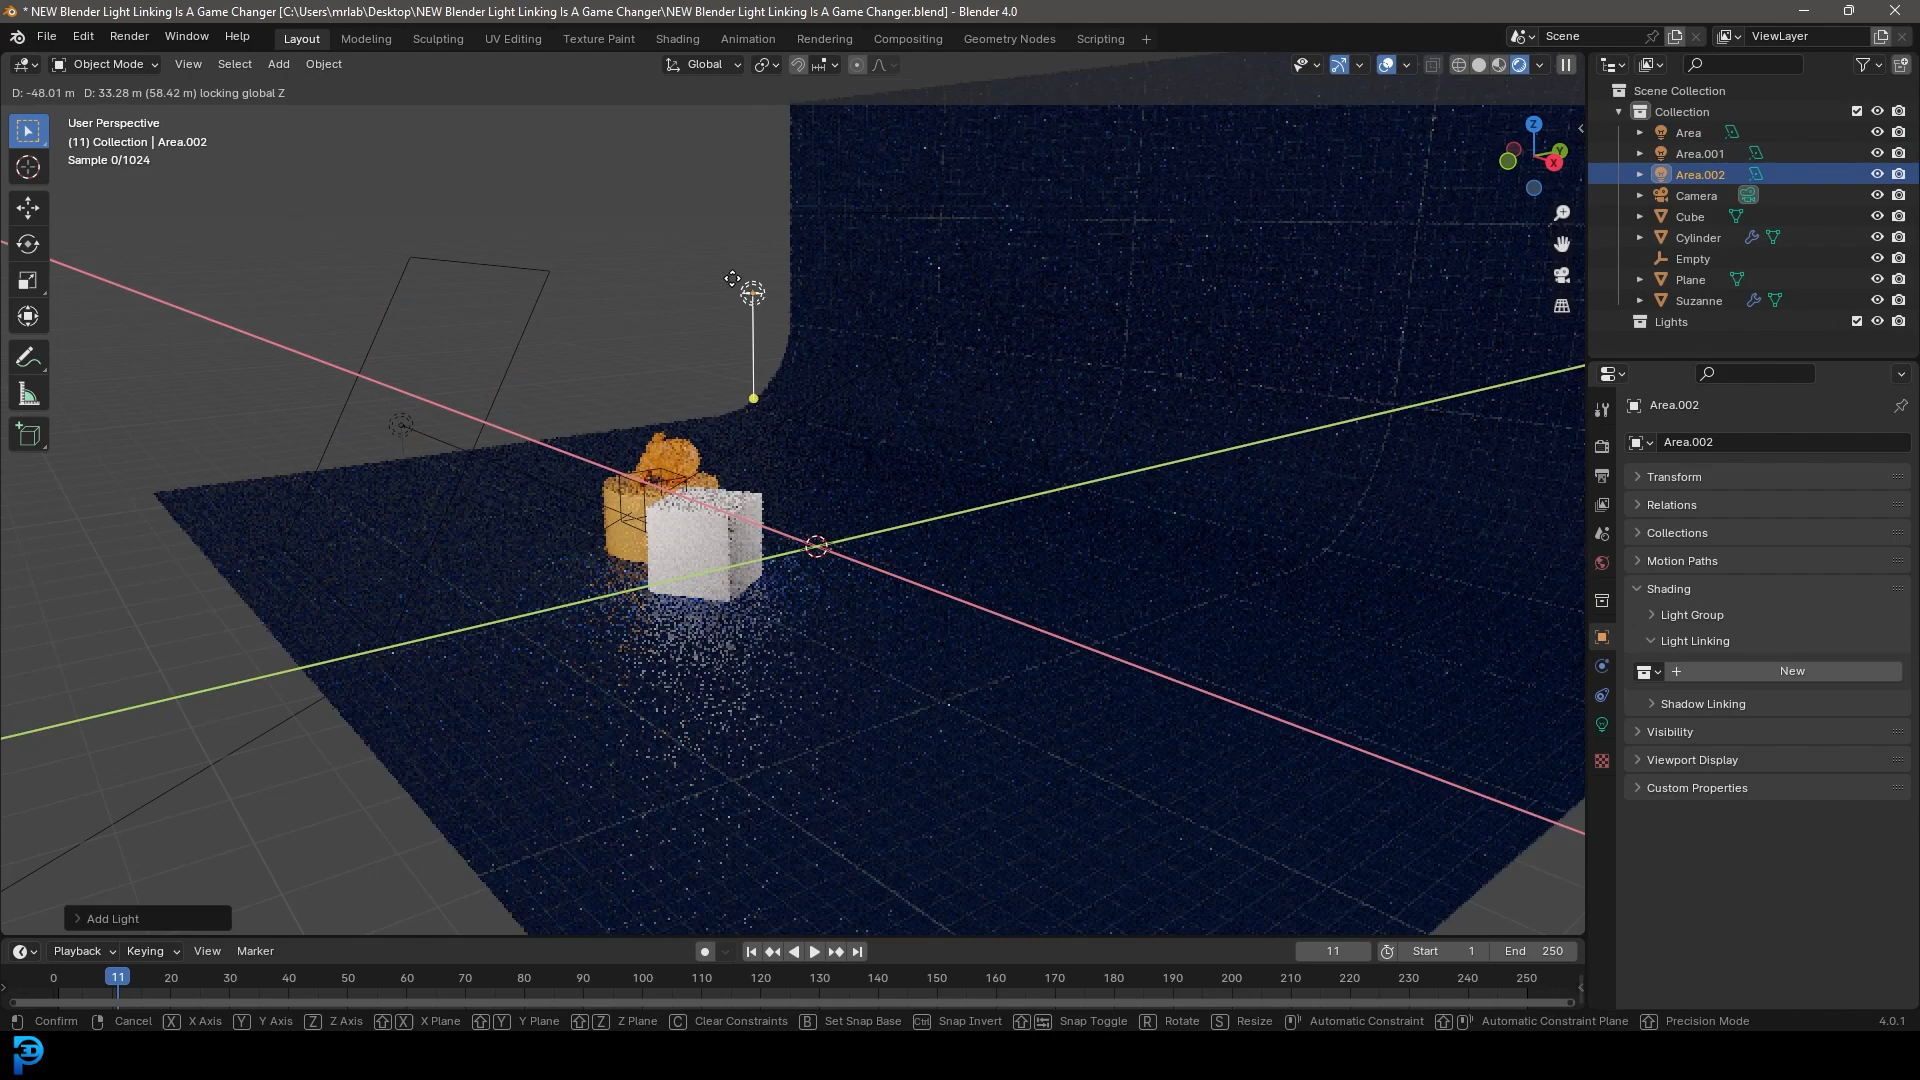 * NEW Blender Light Linking Is A Game Changer [C:\Users\mrlab\Desktop\NEW Blender Light Linking Is A Game Changer\NEW Blender Light Linking Is A Game Changer.blend] - Blender 4.0
File Edit Render Window Help Layout Modeling Sculpting UV Editing Texture Paint Shading Animation Rendering Compositing Geometry Nodes Scripting + Scene ViewLayer
Object Mode View Select Add Object Global
D: -48.01 m D: 33.28 m (58.42 m) locking global Z
User Perspective
(11) Collection | Area.002
Sample 0/1024
Z
Y
X
Scene Collection
Collection
Area
Area.001
Area.002
Camera
Cube
Cylinder
Empty
Plane
Suzanne
Lights
Area.002
Area.002
Transform
Relations
Collections
Motion Paths
Shading
Light Group
Light Linking
+ New
Shadow Linking
Visibility
Viewport Display
Custom Properties
Add Light
Playback Keying View Marker 11 Start 1 End 250
0 11 20 30 40 50 60 70 80 90 100 110 120 130 140 150 160 170 180 190 200 210 220 230 240 250
Confirm Cancel X X Axis Y Y Axis Z Z Axis X X Plane Y Y Plane Z Z Plane C Clear Constraints B Set Snap Base Ctrl Snap Invert Snap Toggle R Rotate S Resize Automatic Constraint Automatic Constraint Plane Precision Mode 4.0.1